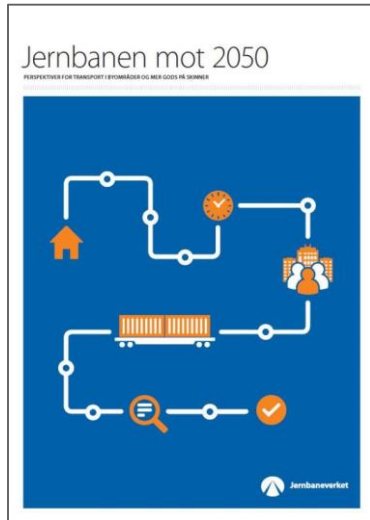 Jernbanen mot 2050
PERSPEKTIVER FOR TRANSPORT I BYOMRÅDER OG MER GODS PÅ SKINNER
Jernbaneverket